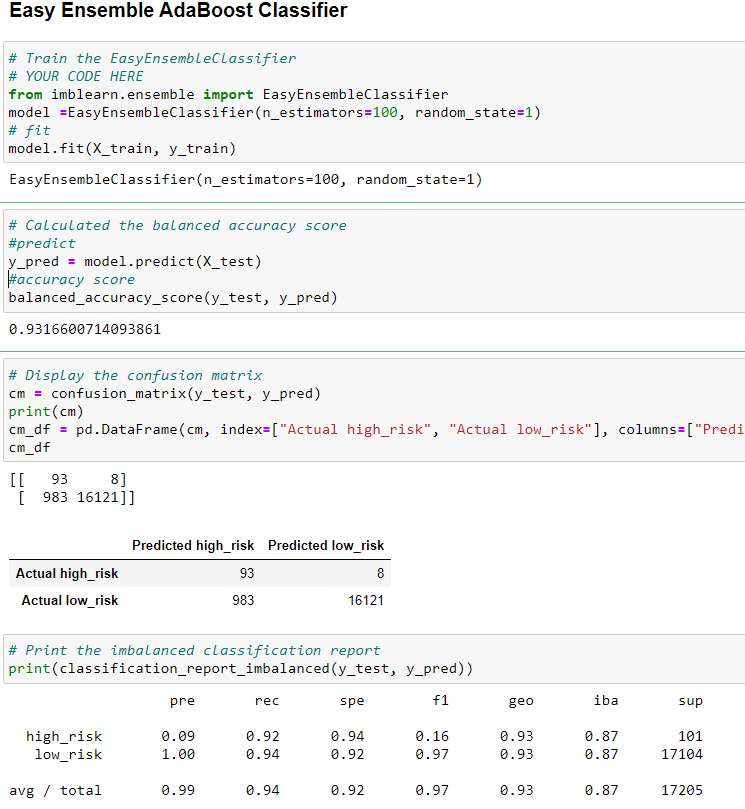 Easy Ensemble AdaBoost Classifier
# Train the EasyEnsembleClassifier
# YOUR CODE HERE
from imblearn.ensemble import EasyEnsembleClassifier
model =EasyEnsembleClassifier(n_estimators=100, random_state=1)
# fit
model.fit(X_train, y_train)
EasyEnsembleClassifier(n_estimators=100, random_state=1)
# Calculated the balanced accuracy score
#predict
y_pred = model.predict(X_test)
#accuracy score
balanced_accuracy_score(y_test, y_pred)
0.9316600714093861
# Display the confusion matrix
cm = confusion_matrix(y_test, y_pred)
print(cm)
cm_df = pd.DataFrame(cm, index=["Actual high_risk", "Actual low_risk"], columns=["Predi
cm_df
[[   93     8]
 [  983 16121]]
Predicted high_risk Predicted low_risk
Actual high_risk 93 8
Actual low_risk 983 16121
# Print the imbalanced classification report
print(classification_report_imbalanced(y_test, y_pred))
pre rec spe f1 geo iba sup
high_risk 0.09 0.92 0.94 0.16 0.93 0.87 101
low_risk 1.00 0.94 0.92 0.97 0.93 0.87 17104
avg / total 0.99 0.94 0.92 0.97 0.93 0.87 17205